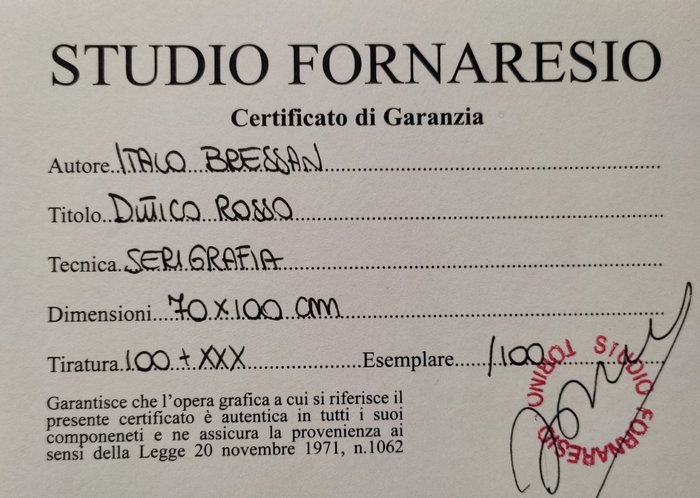 STUDIO FORNARESIO
Certificato di Garanzia
Autore ITALO BRESSAN
Titolo DITTICO ROSSO
Tecnica SERIGRAFIA
Dimensioni 70x100 cm
Tiratura 100 + XXX Esemplare /100
Garantisce che l'opera grafica a cui si riferisce il
presente certificato è autentica in tutti i suoi
componeneti e ne assicura la provenienza ai
sensi della Legge 20 novembre 1971, n.1062
STUDIO FORNARESIO
TORINO